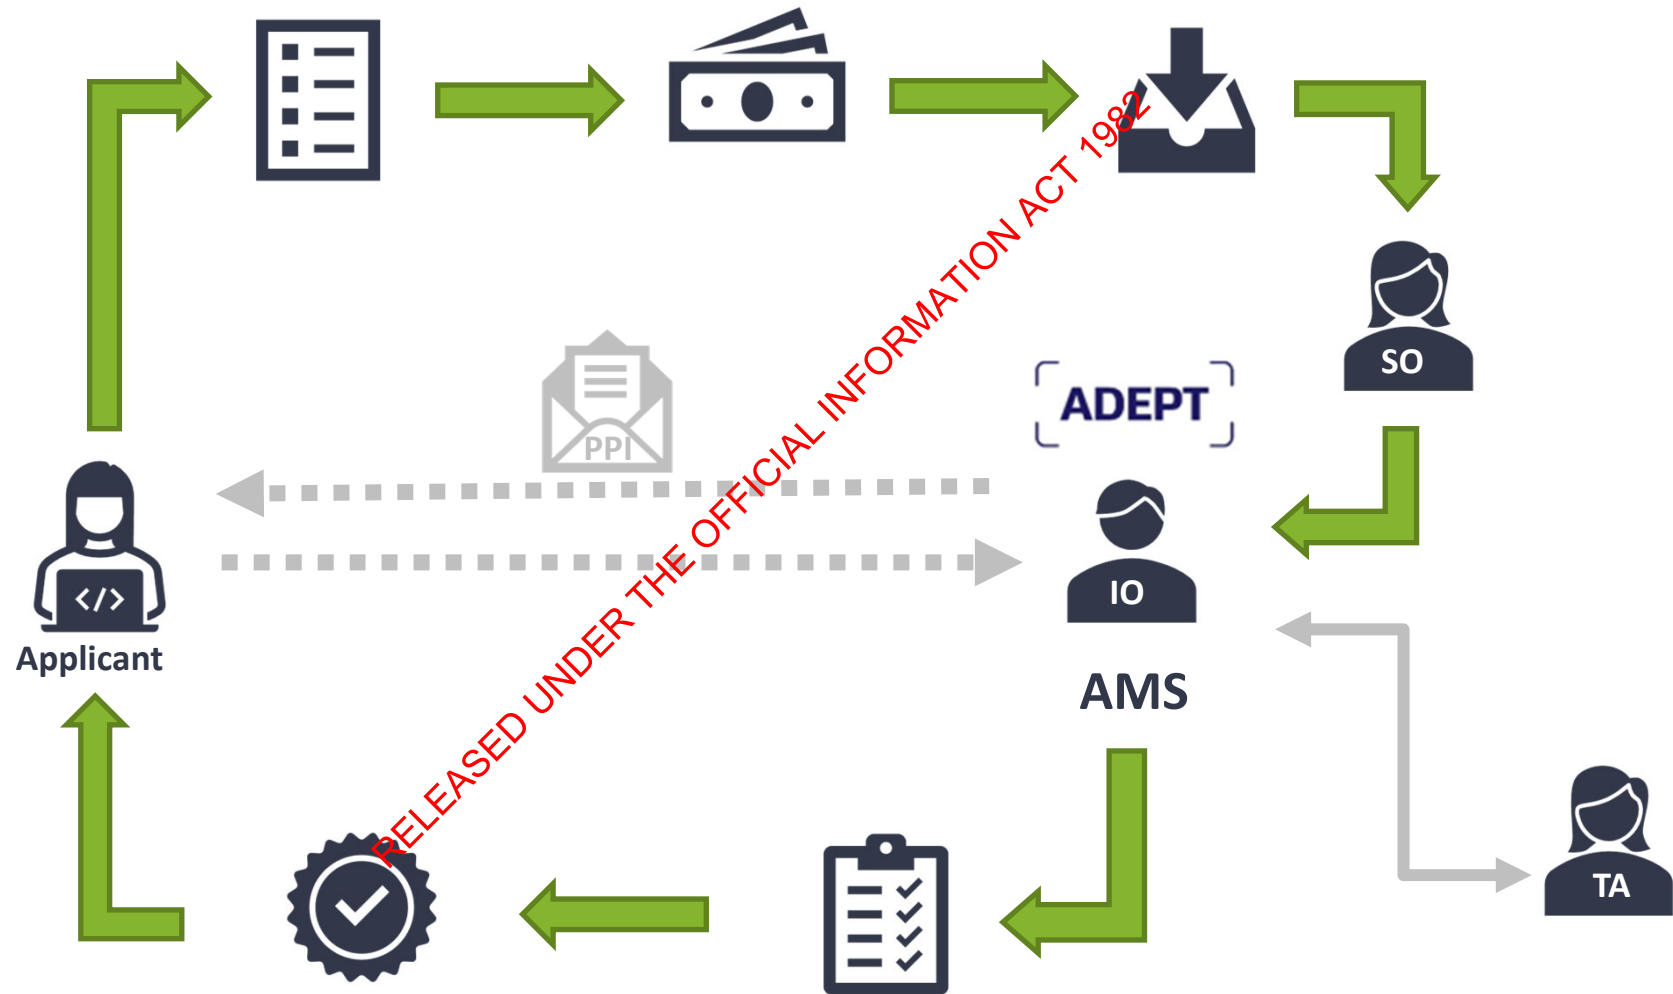 RELEASED UNDER THE OFFICIAL INFORMATION ACT 1982
SO
ADEPT
PPI
IO
</>
Applicant
AMS
TA